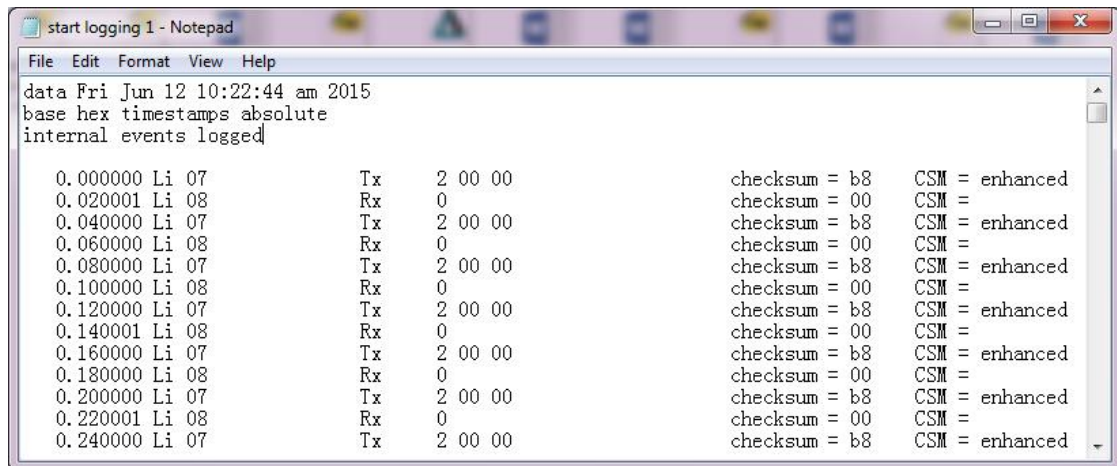 start logging 1 - Notepad
File Edit Format View Help
data Fri Jun 12 10:22:44 am 2015
base hex timestamps absolute
internal events logged
0.000000 Li 07 Tx 2 00 00 checksum = b8 CSM = enhanced
0.020001 Li 08 Rx 0 checksum = 00 CSM =
0.040000 Li 07 Tx 2 00 00 checksum = b8 CSM = enhanced
0.060000 Li 08 Rx 0 checksum = 00 CSM =
0.080000 Li 07 Tx 2 00 00 checksum = b8 CSM = enhanced
0.100000 Li 08 Rx 0 checksum = 00 CSM =
0.120000 Li 07 Tx 2 00 00 checksum = b8 CSM = enhanced
0.140001 Li 08 Rx 0 checksum = 00 CSM =
0.160000 Li 07 Tx 2 00 00 checksum = b8 CSM = enhanced
0.180000 Li 08 Rx 0 checksum = 00 CSM =
0.200000 Li 07 Tx 2 00 00 checksum = b8 CSM = enhanced
0.220001 Li 08 Rx 0 checksum = 00 CSM =
0.240000 Li 07 Tx 2 00 00 checksum = b8 CSM = enhanced